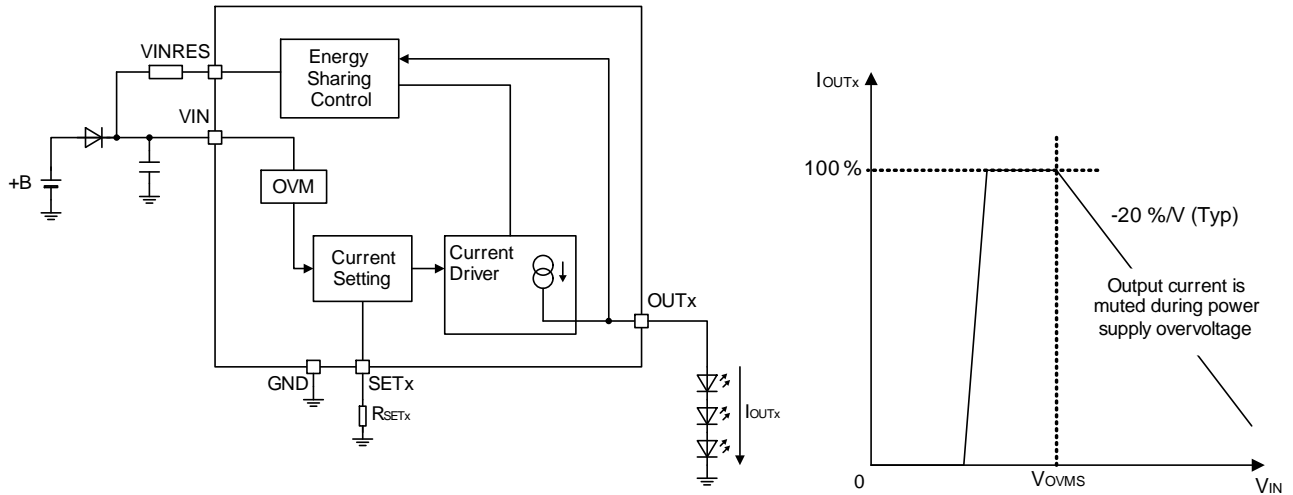 VINRES
Energy
Sharing
Control
VIN
+B
OVM
Current
Setting
Current
Driver
OUTx
GND
SETx
RSETx
IOUTx
IOUTx
100 %
-20 %/V (Typ)
Output current is
muted during power
supply overvoltage
0
VOVMS
VIN